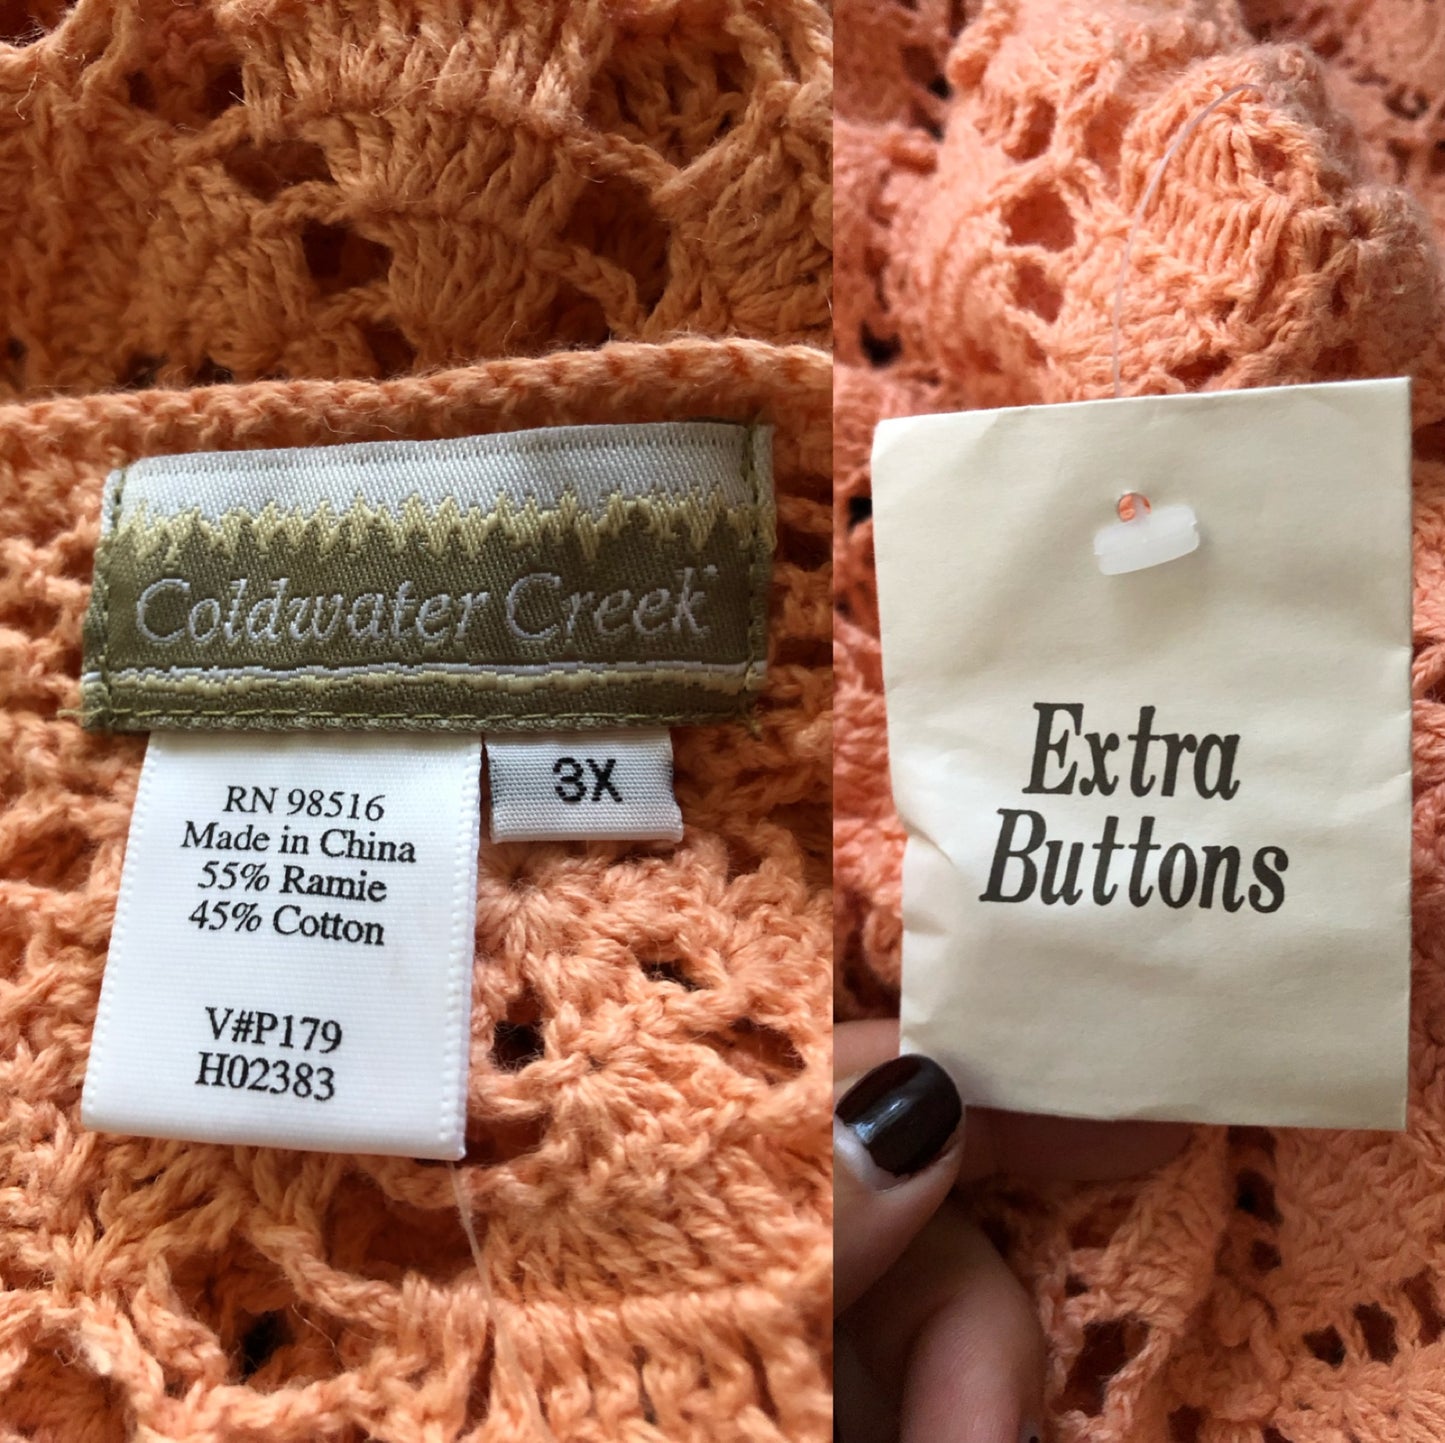 Coldwater Creek
3X
RN 98516
Made in China
55% Ramie
45% Cotton
V#P179
H02383
Extra
Buttons